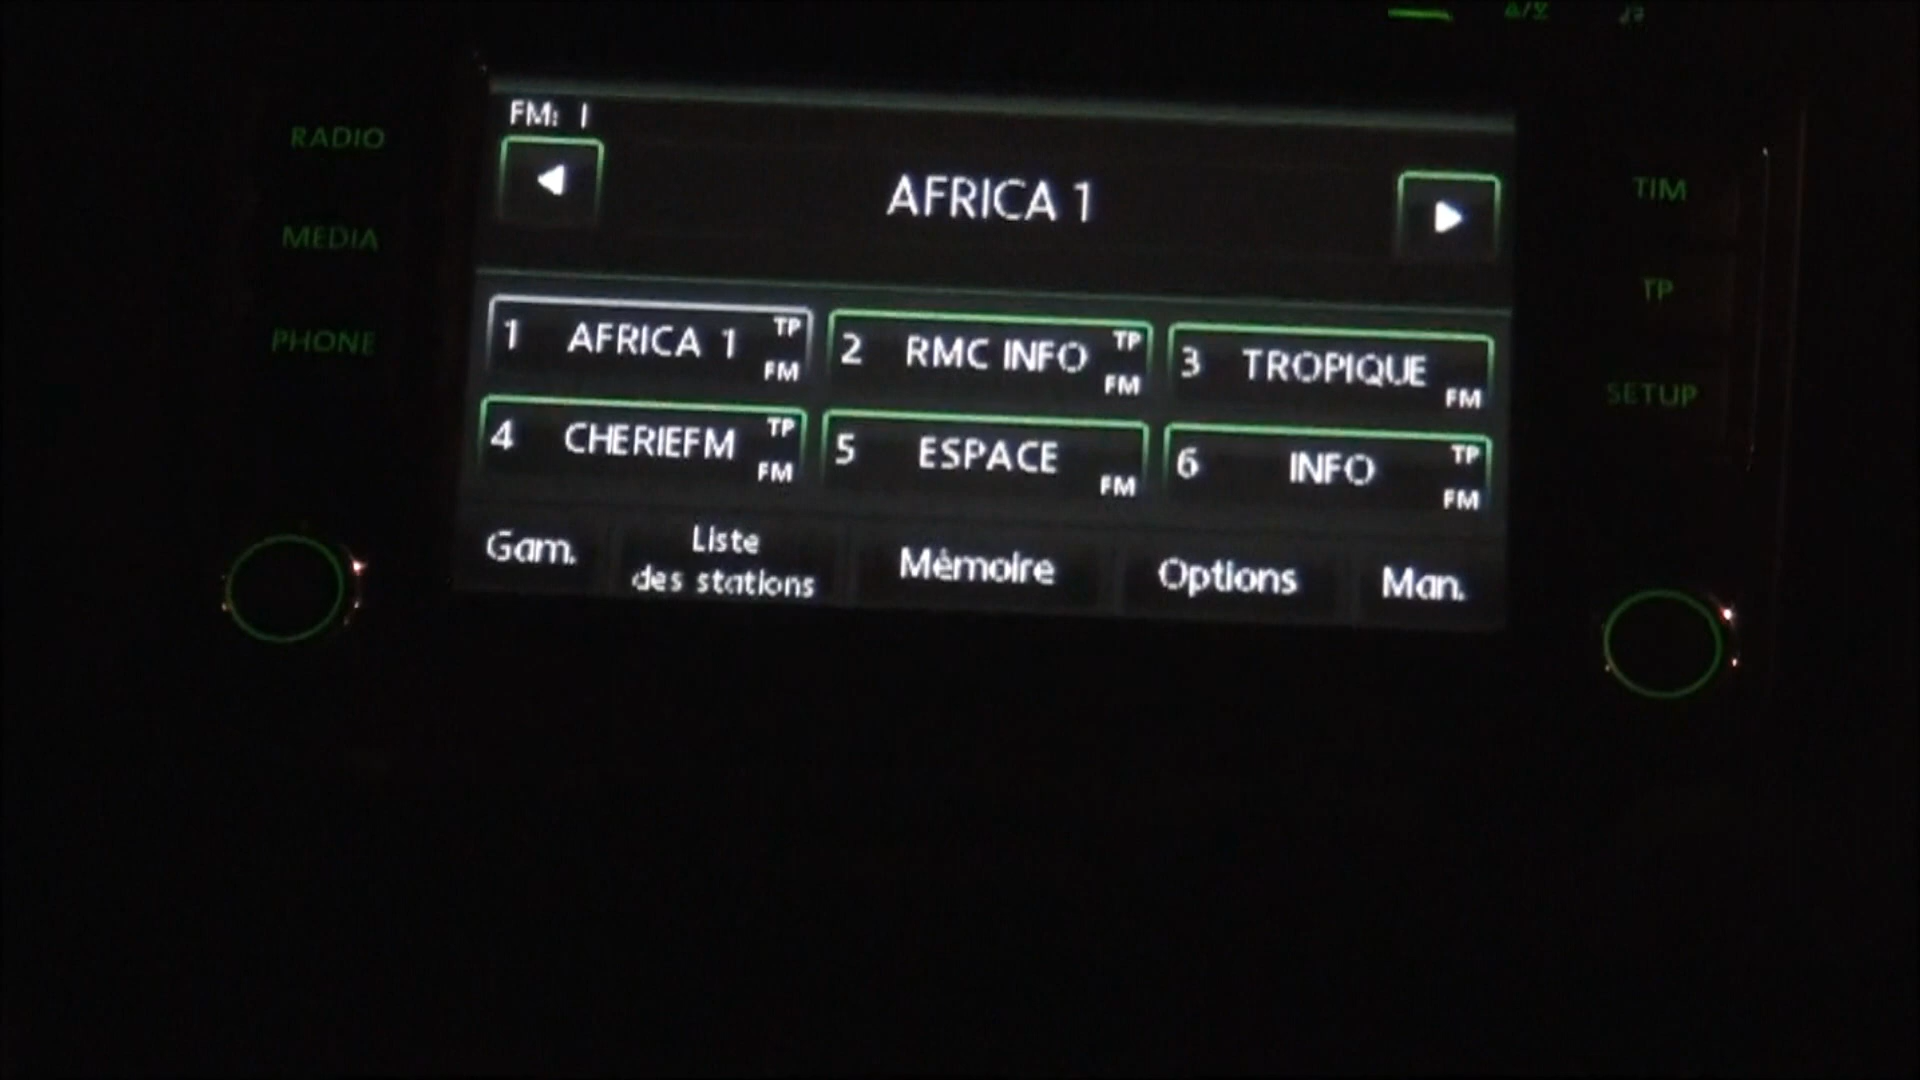 FM: 1
AFRICA 1
RADIO
MEDIA
PHONE
TIM
TP
SETUP
1 AFRICA 1 TP FM
2 RMC INFO TP FM
3 TROPIQUE FM
4 CHERIEFM TP FM
5 ESPACE FM
6 INFO TP FM
Gam.
Liste
des stations
Mémoire
Options
Man.